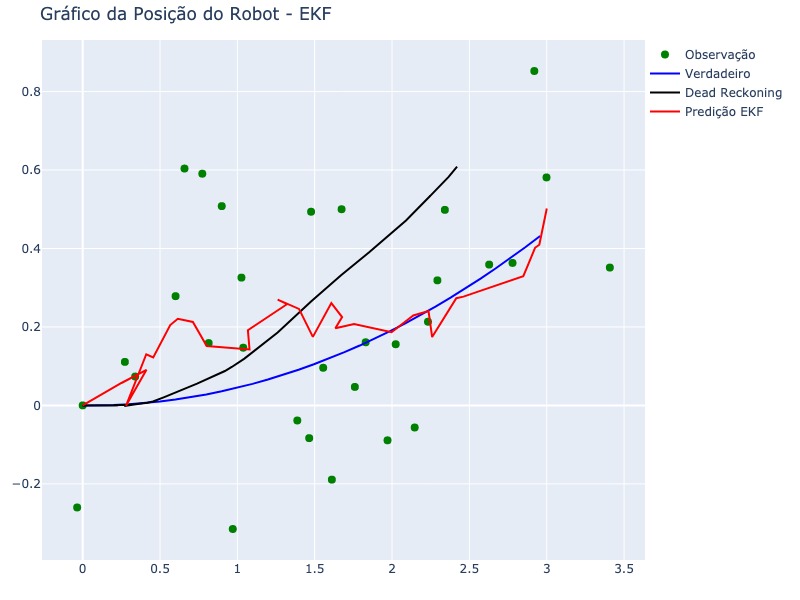 Gráfico da Posição do Robot - EKF
Observação
Verdadeiro
Dead Reckoning
Predição EKF
0.8
0.6
0.4
0.2
0
−0.2
0 0.5 1 1.5 2 2.5 3 3.5